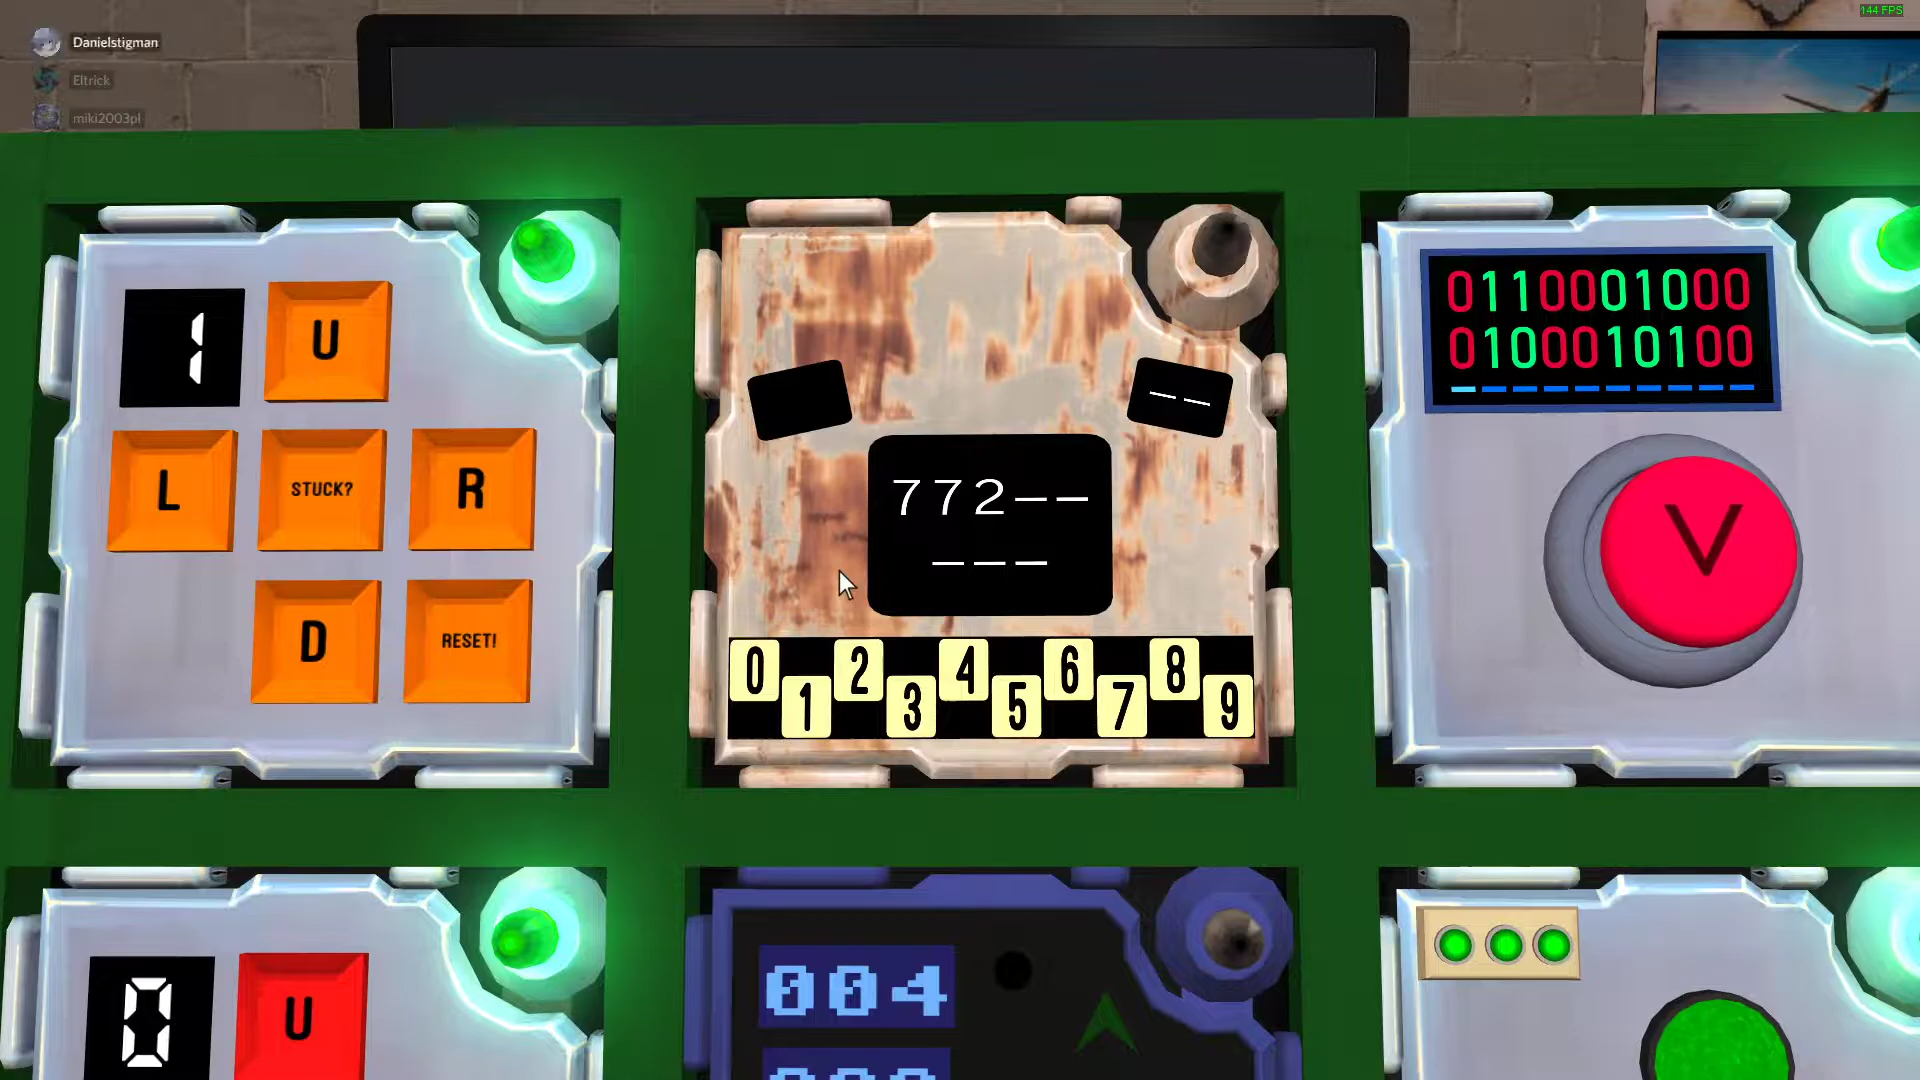 144 FPS
Danielstigman
Eltrick
miki2003pl
1
U
L
STUCK?
R
D
RESET!
-- 
772--
---
0
1
2
3
4
5
6
7
8
9
0110001000
0100010100
V
0
U
004